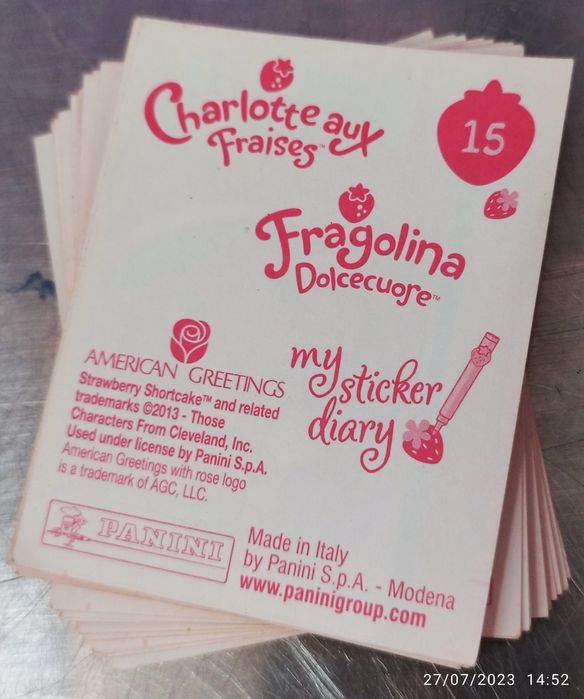 Charlotte aux
Fraises™
15
Fragolina
Dolcecuore™
AMERICAN GREETINGS
Strawberry Shortcake™ and related
trademarks ©2013 - Those
Characters From Cleveland, Inc.
Used under license by Panini S.p.A.
American Greetings with rose logo
is a trademark of AGC, LLC.
my
sticker
diary
PANINI
Made in Italy
by Panini S.p.A. - Modena
www.paninigroup.com
27/07/2023 14:52